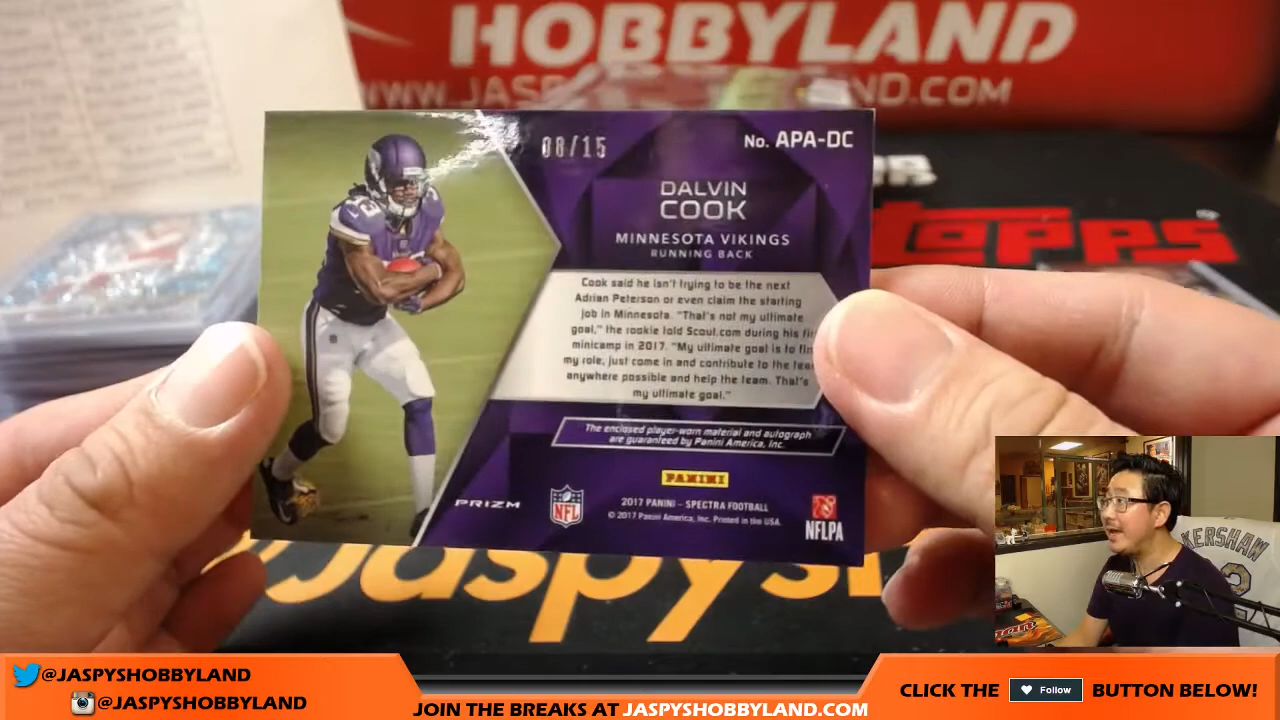 HOBBYLAND
WWW.JASPYSHOBBYLAND.COM
topps
08/15
No. APA-DC
DALVIN
COOK
MINNESOTA VIKINGS
RUNNING BACK
Cook said he isn't trying to be the next
Adrian Peterson or even claim the starting
job in Minnesota. "That's not my ultimate
goal," the rookie told Scout.com during his
minicamp in 2017. "My ultimate goal is to
my role, just come in and contribute to the
anywhere possible and help the team. That's
my ultimate goal."
The enclosed player-worn material and autograph
are guaranteed by Panini America, Inc.
PANINI
PRIZM
NFL
2017 PANINI – SPECTRA FOOTBALL
© 2017 Panini America, Inc. Printed in the USA.
NFLPA
33
KERSHAW
2
Jaspy's
@JASPYSHOBBYLAND
@JASPYSHOBBYLAND
JOIN THE BREAKS AT JASPYSHOBBYLAND.COM
CLICK THE Follow BUTTON BELOW!